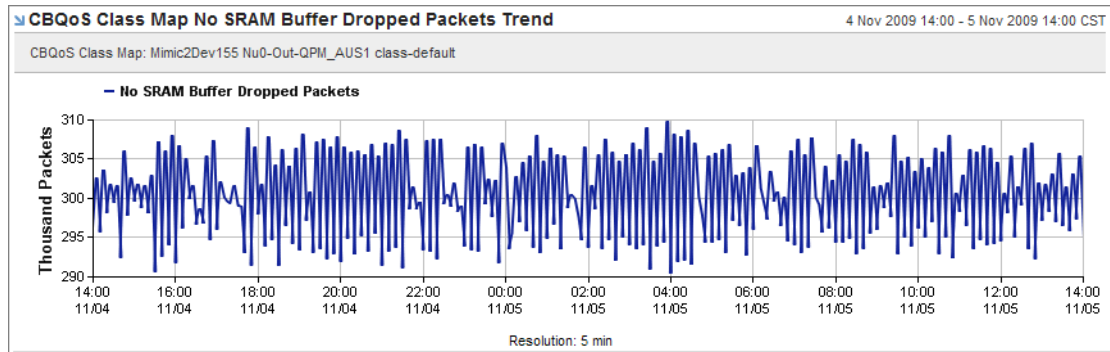 CBQoS Class Map No SRAM Buffer Dropped Packets Trend
4 Nov 2009 14:00 - 5 Nov 2009 14:00 CST
CBQoS Class Map: Mimic2Dev155 Nu0-Out-QPM_AUS1 class-default
No SRAM Buffer Dropped Packets
Thousand Packets
310
305
300
295
290
14:00 16:00 18:00 20:00 22:00 00:00 02:00 04:00 06:00 08:00 10:00 12:00 14:00
11/04 11/04 11/04 11/04 11/04 11/05 11/05 11/05 11/05 11/05 11/05 11/05 11/05
Resolution: 5 min